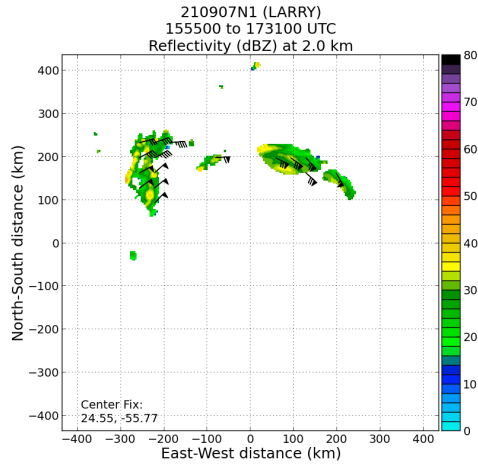 210907N1 (LARRY)
155500 to 173100 UTC
Reflectivity (dBZ) at 2.0 km
North-South distance (km)
400
300
200
100
0
−100
−200
−300
−400
Center Fix:
24.55, -55.77
−400 −300 −200 −100 0 100 200 300 400
East-West distance (km)
80
70
60
50
40
30
20
10
0